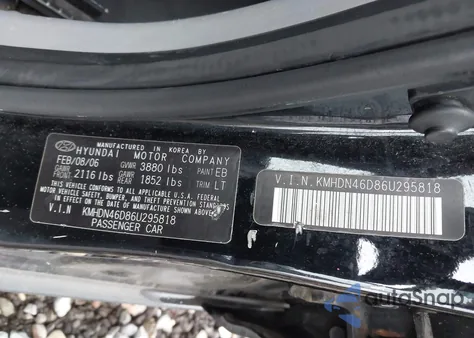 MANUFACTURED IN KOREA BY
HYUNDAI MOTOR COMPANY
FEB/08/06 GVWR 3880 lbs PAINT EB
GAWR FRONT 2116 lbs GAWR REAR 1852 lbs TRIM LT
THIS VEHICLE CONFORMS TO ALL APPLICABLE U.S.A. FEDERAL
MOTOR VEHICLE SAFETY, BUMPER, AND THEFT PREVENTION STANDARDS
IN EFFECT ON THE DATE OF MANUFACTURE SHOWN ABOVE.
V.I.N KMHDN46D86U295818
PASSENGER CAR
V.I.N. KMHDN46D86U295818
autoSnap